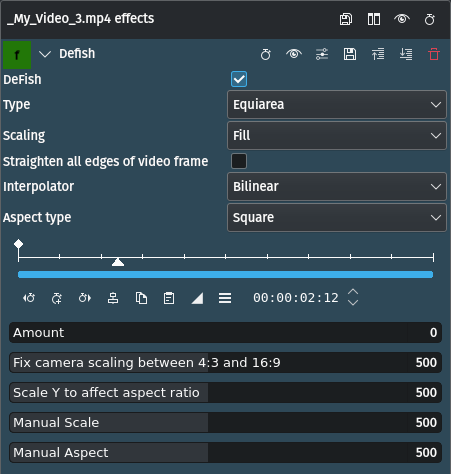 _My_Video_3.mp4 effects
f Defish
DeFish
Type Equiarea
Scaling Fill
Straighten all edges of video frame
Interpolator Bilinear
Aspect type Square
00:00:02:12
Amount 0
Fix camera scaling between 4:3 and 16:9 500
Scale Y to affect aspect ratio 500
Manual Scale 500
Manual Aspect 500